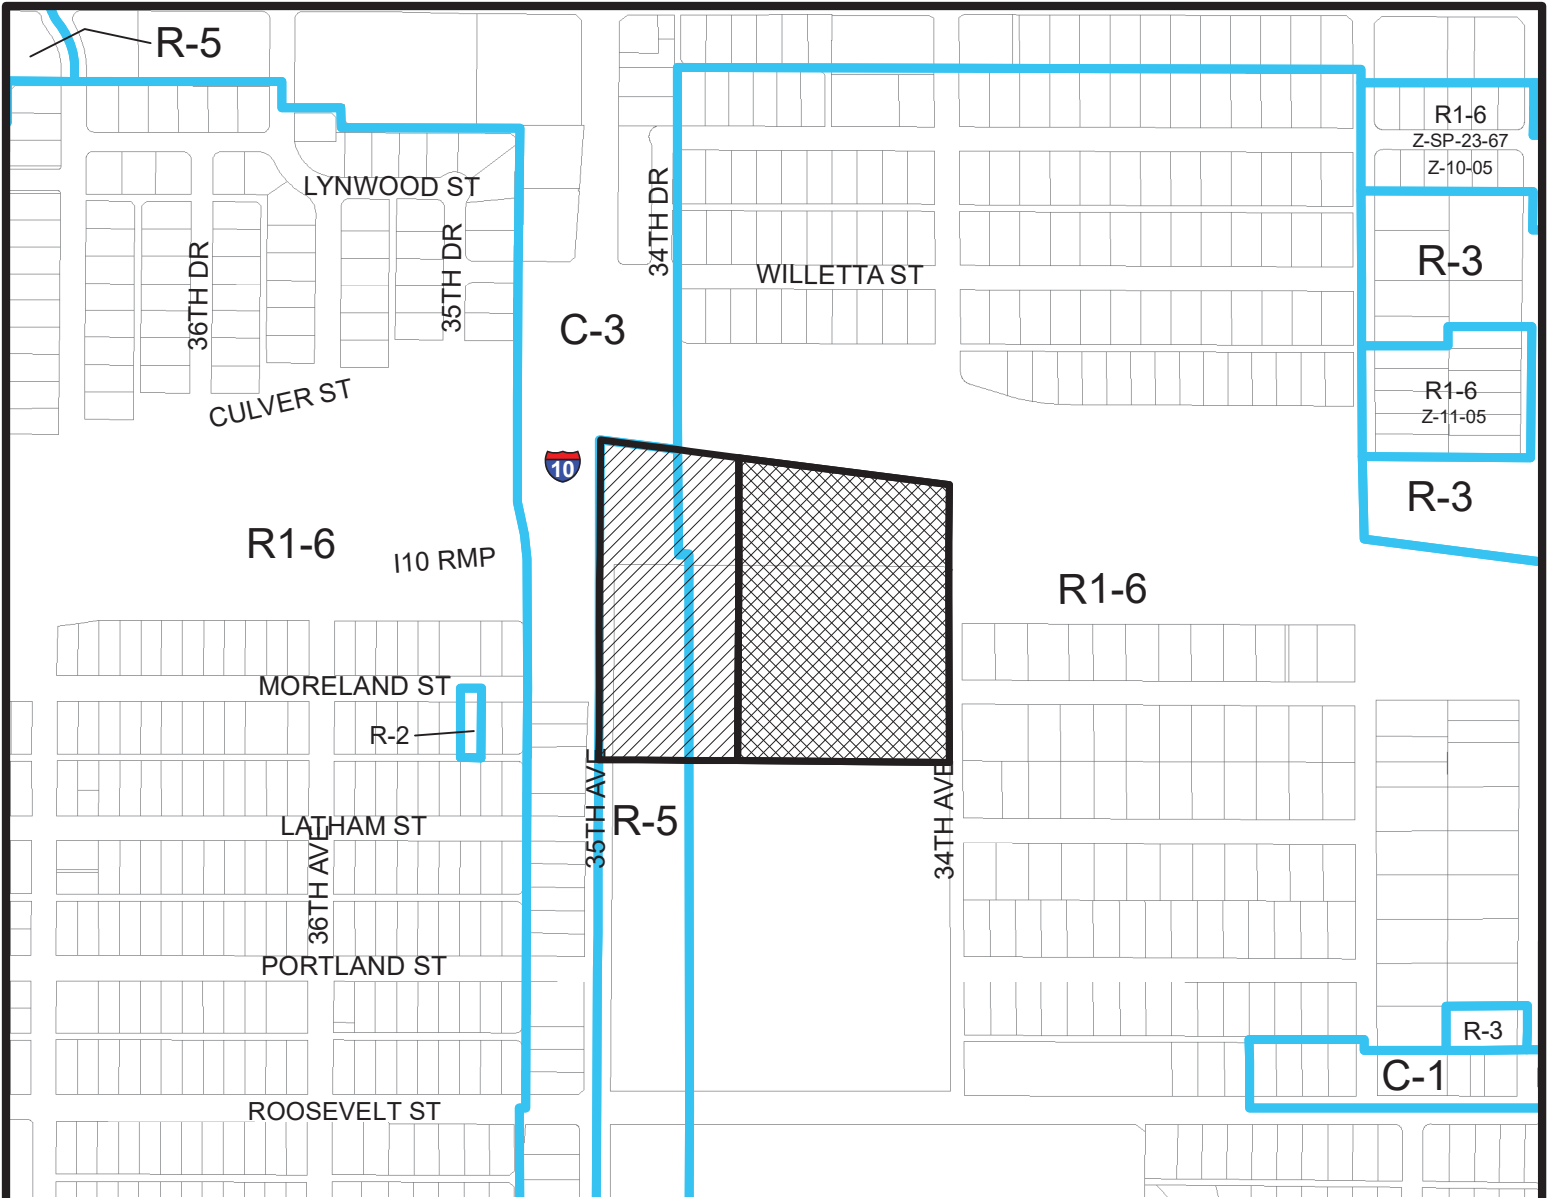 R-5
R1-6
Z-SP-23-67
Z-10-05
LYNWOOD ST
34TH DR
36TH DR
35TH DR
WILLETTA ST
R-3
C-3
CULVER ST
R1-6
Z-11-05
10
R-3
R1-6
I10 RMP
R1-6
MORELAND ST
R-2
35TH AVE
R-5
34TH AVE
LATHAM ST
36TH AVE
PORTLAND ST
R-3
C-1
ROOSEVELT ST